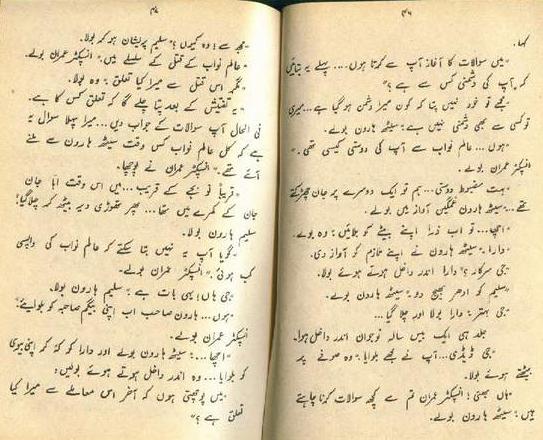 ۳۶
کہا۔
"میں سوالات کا آغاز آپ سے کرتا ہوں.... پہلے یہ بتائیں
کہ آپ کی دشمنی کس سے ہے؟"
"مجھے تو خود نہیں پتا کہ کون میرا دشمن ہو گیا ہے... میری
تو کسی سے بھی دشمنی نہیں ہے۔" سیٹھ ہارون بولے۔
"ہوں... عالم نواب سے آپ کی دوستی کیسی تھی۔"
انسپکٹر عمران بولے۔
"بہت مضبوط دوستی... ہم تو ایک دوسرے پر جان چھڑکتے
تھے..." سیٹھ ہارون غمگین آواز میں بولے۔
"اچھا... تو اب ذرا اپنے بیٹے کو بلائیں۔" وہ بولے۔
"دارا۔" سیٹھ ہارون نے اپنے ملازم کو آواز دی۔
"جی سرکار؟" دارا اندر داخل ہوتے ہوئے بولا۔
"سلیم کو ادھر بھیج دو۔" سیٹھ ہارون بولے۔
"جی بہتر۔" دارا بولا اور چلا گیا...
جلد ہی ایک بیس سالہ نوجوان اندر داخل ہوا۔
"جی ڈیڈی... آپ نے مجھے بلوایا۔" وہ صوفے پر
بیٹھتے ہوئے بولا۔
"ہاں بھئی! انسپکٹر عمران تم سے کچھ سوالات کرنا چاہتے
ہیں۔" سیٹھ ہارون بولے۔
۳۷
"مجھ سے! وہ کیوں؟" سلیم پریشان ہو کر بولا۔
"عالم نواب کے قتل کے سلسلے میں۔" انسپکٹر عمران بولے۔
"مگر اس قتل سے میرا کیا تعلق۔" وہ بولا۔
"یہ تفتیش کے بعد پتا چلے گا کہ تعلق کس کا ہے۔
فی الحال آپ سوالات کے جواب دیں... میرا پہلا سوال یہ
ہے کہ کل عالم نواب کس وقت سیٹھ ہارون سے ملنے
آئے تھے۔" انسپکٹر عمران نے پوچھا۔
"قریباً نو بجے کے قریب... میں اس وقت ابا جان
جان کے کمرے میں تھا... پھر تھوڑی دیر بیٹھ کر چلا گیا!
سلیم ہارون بولا۔
"گویا آپ یہ نہیں بتا سکتے کہ عالم نواب کی واپسی
کب ہوئی۔" انسپکٹر عمران بولے۔
"جی ہاں! یہی بات ہے۔" سلیم ہارون بولا۔
"ہوں... ہارون صاحب اب اپنی بیگم صاحبہ کو بلوایئے۔"
انسپکٹر عمران بولے۔
"اچھا...." سیٹھ ہارون بولے اور دارا کو کہہ کر اپنی بیوی
کو بلوایا... وہ اندر داخل ہوتے ہوئے بولیں۔
"میں پوچھتی ہوں کہ آخر اس معاملے سے میرا کیا
تعلق ہے؟"